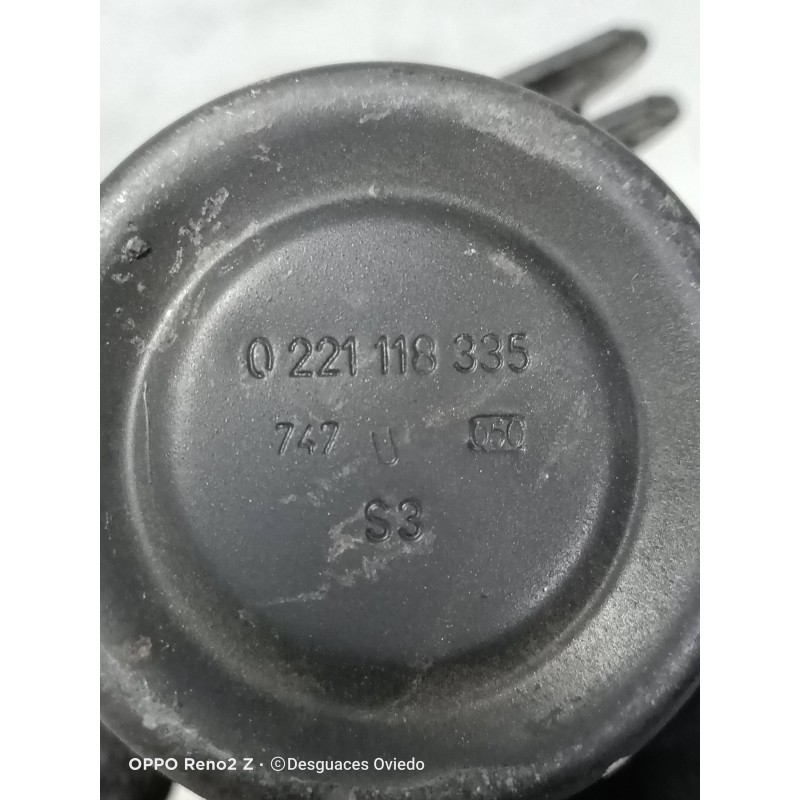 0 221 118 335
747 U 050
S3
OPPO Reno2 Z · ©Desguaces Oviedo